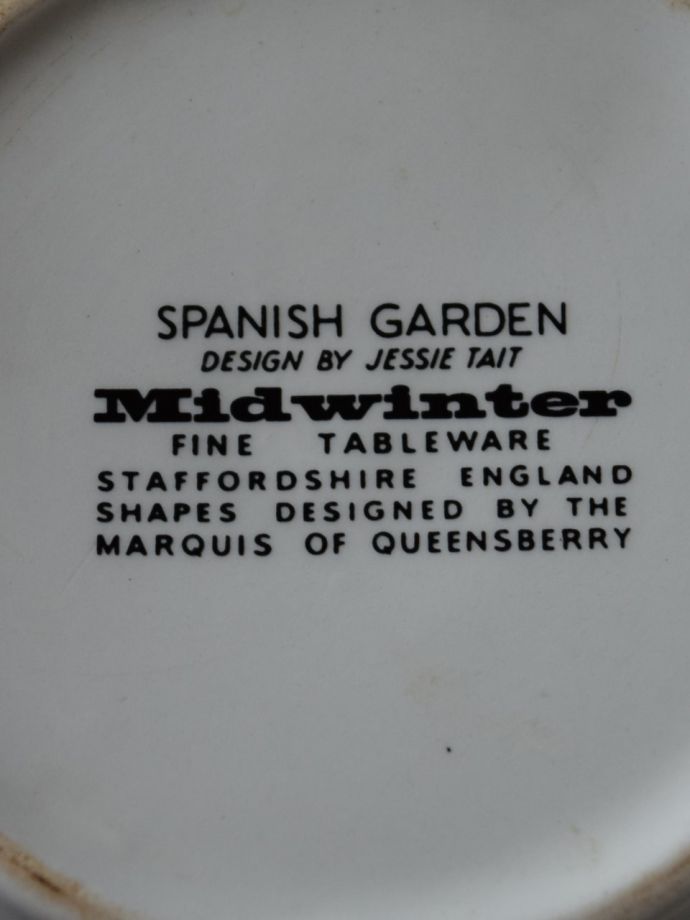 SPANISH GARDEN
DESIGN BY JESSIE TAIT
Midwinter
FINE TABLEWARE
STAFFORDSHIRE ENGLAND
SHAPES DESIGNED BY THE
MARQUIS OF QUEENSBERRY